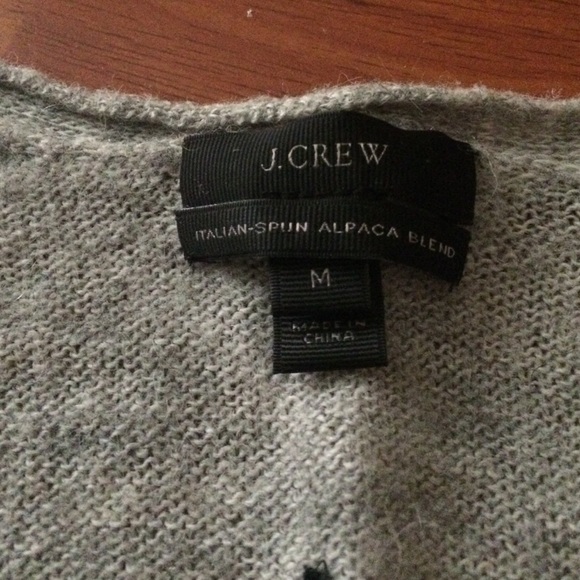 J.CREW
ITALIAN-SPUN ALPACA BLEND
M
MADE IN
CHINA